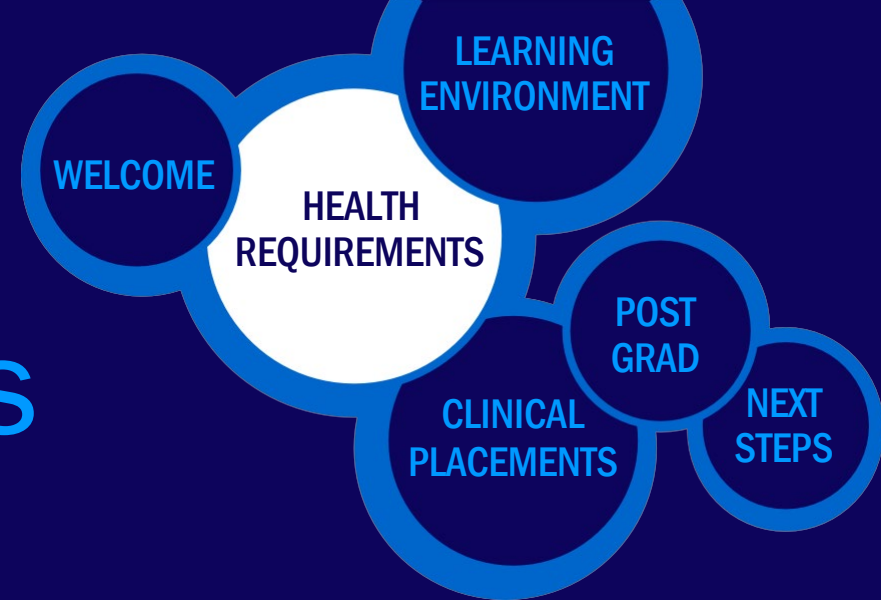 LEARNING
ENVIRONMENT
WELCOME
HEALTH
REQUIREMENTS
POST
GRAD
CLINICAL
PLACEMENTS
NEXT
STEPS
s